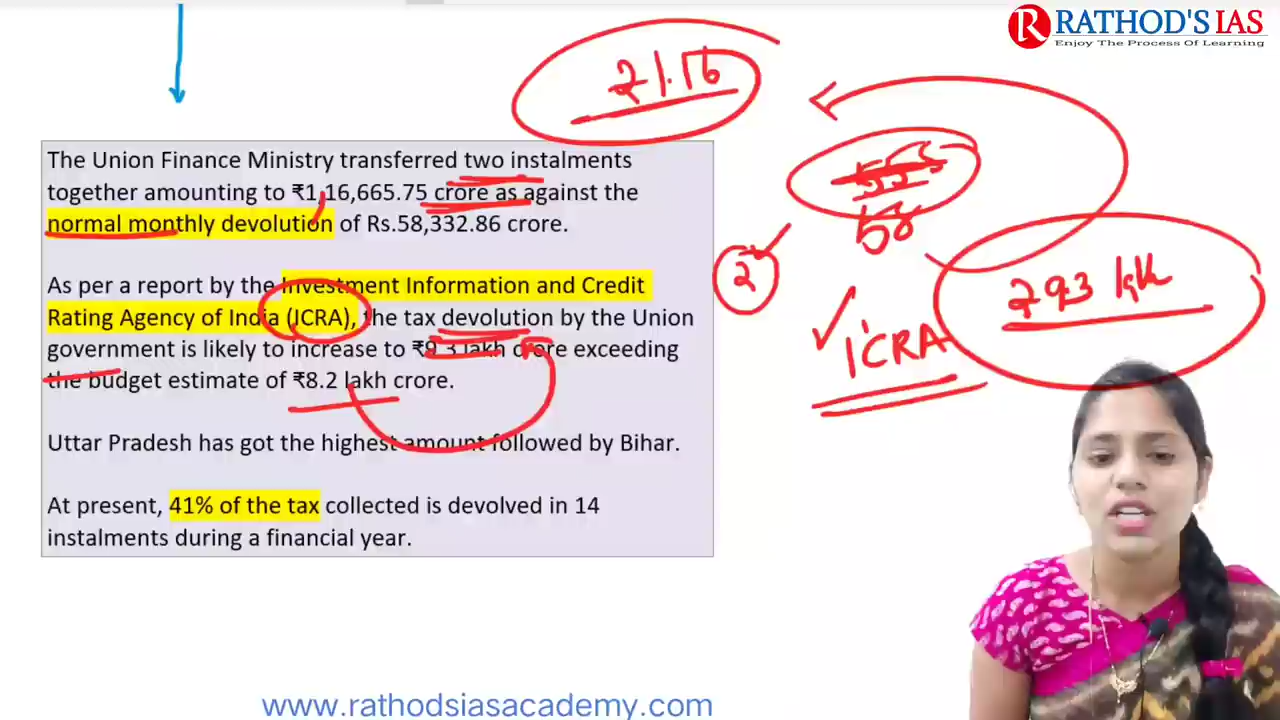 RATHOD'S IAS
Enjoy The Process Of Learning
₹1.16
The Union Finance Ministry transferred two instalments
together amounting to ₹1,16,665.75 crore as against the
normal monthly devolution of Rs.58,332.86 crore.
58
2
As per a report by the Investment Information and Credit
Rating Agency of India (ICRA), the tax devolution by the Union
government is likely to increase to ₹9.3 lakh crore exceeding
the budget estimate of ₹8.2 lakh crore.
₹9.3 lakh
ICRA
Uttar Pradesh has got the highest amount followed by Bihar.
At present, 41% of the tax collected is devolved in 14
instalments during a financial year.
www.rathodsiasacademy.com